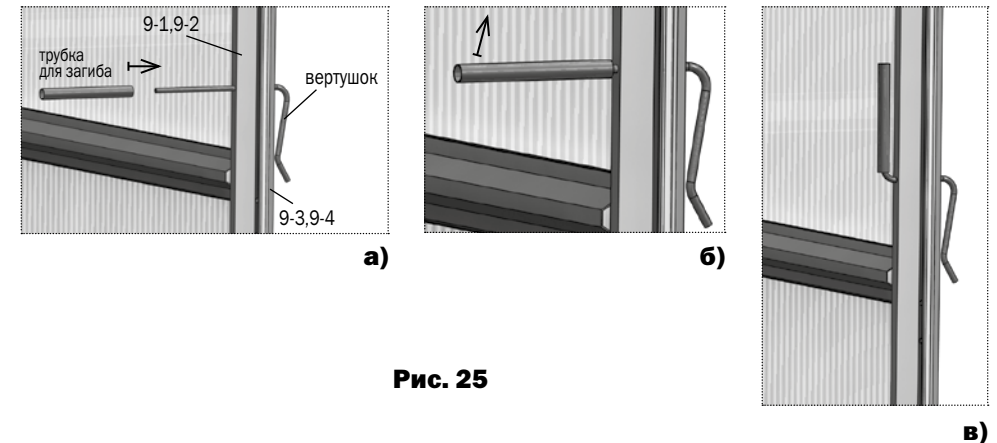 9-1,9-2
трубка
для загиба
вертушок
9-3,9-4
а)
б)
Рис. 25
в)